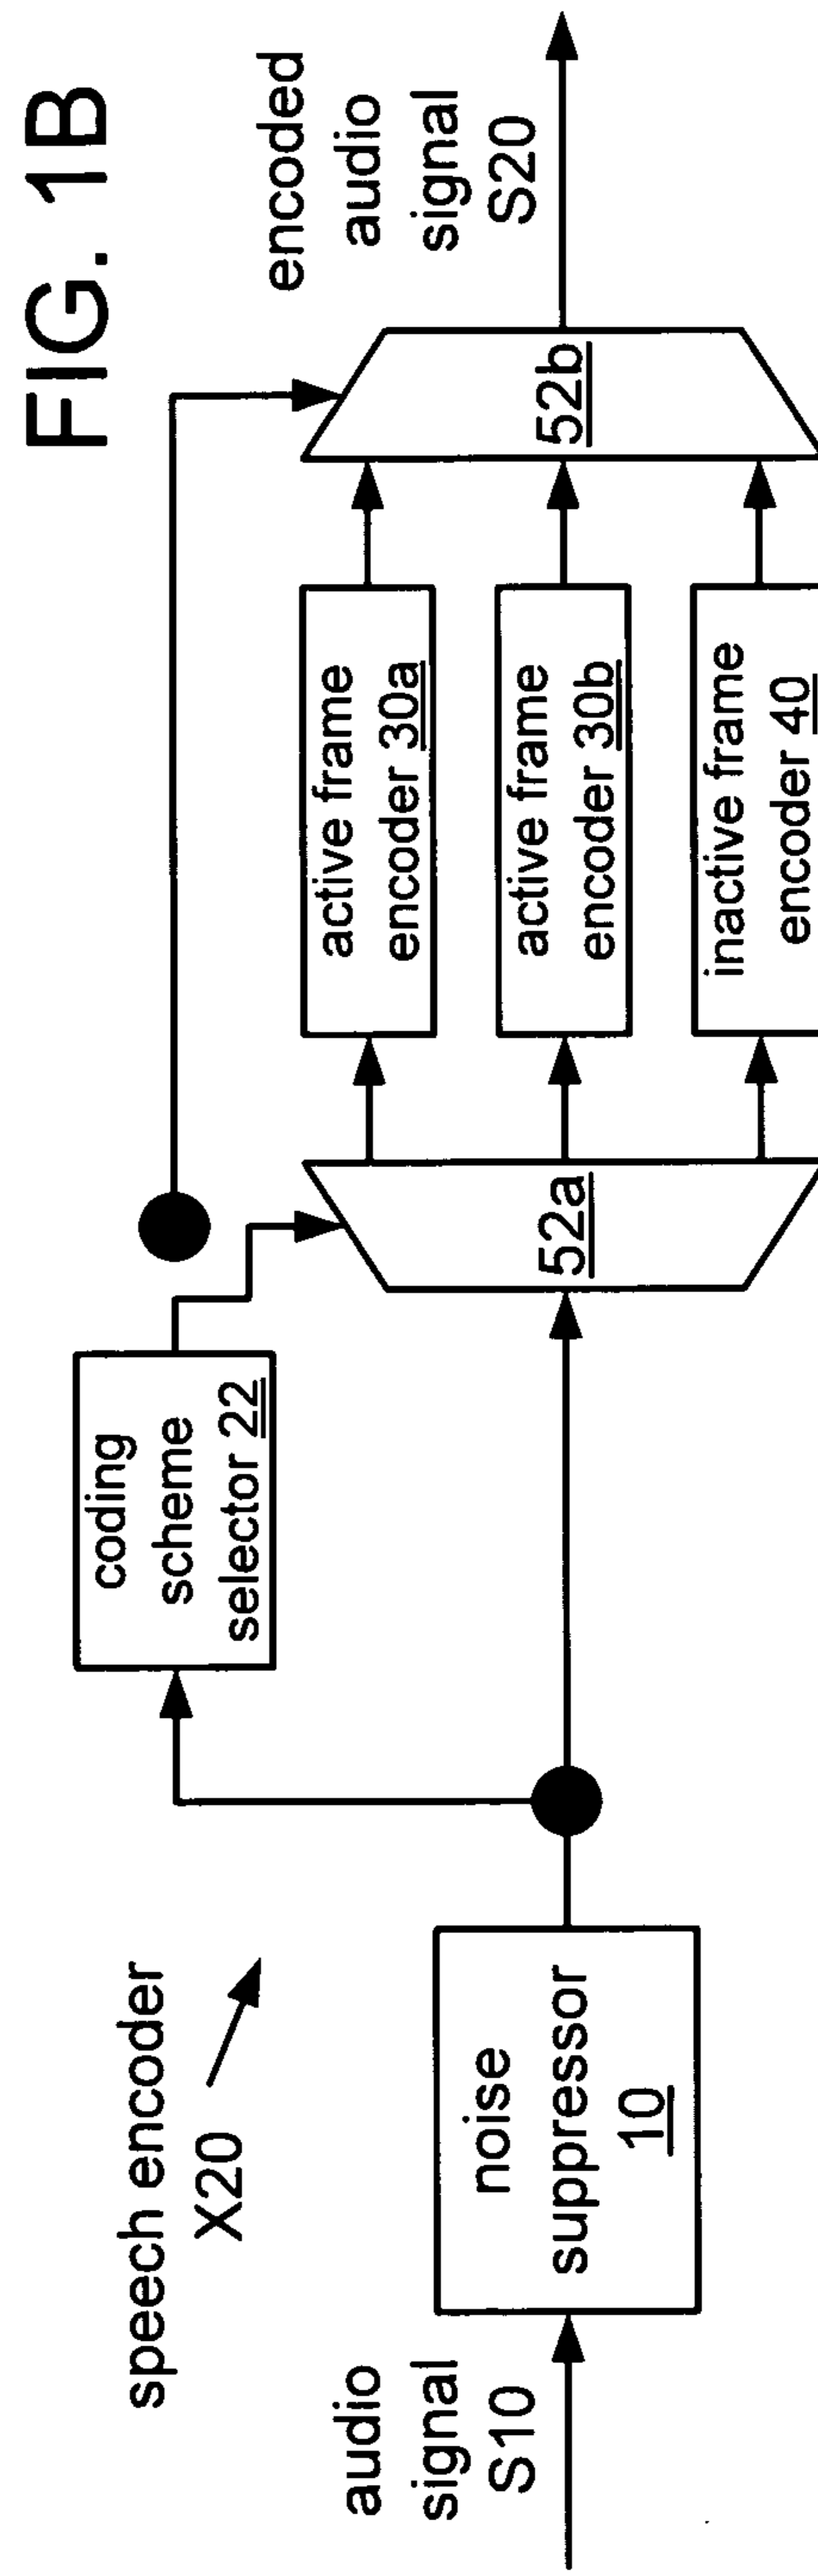 FIG. 1B
speech encoder
X20
coding
scheme
selector 22
audio
signal
S10
noise
suppressor
10
52a
active frame
encoder 30a
active frame
encoder 30b
inactive frame
encoder 40
52b
encoded
audio
signal
S20